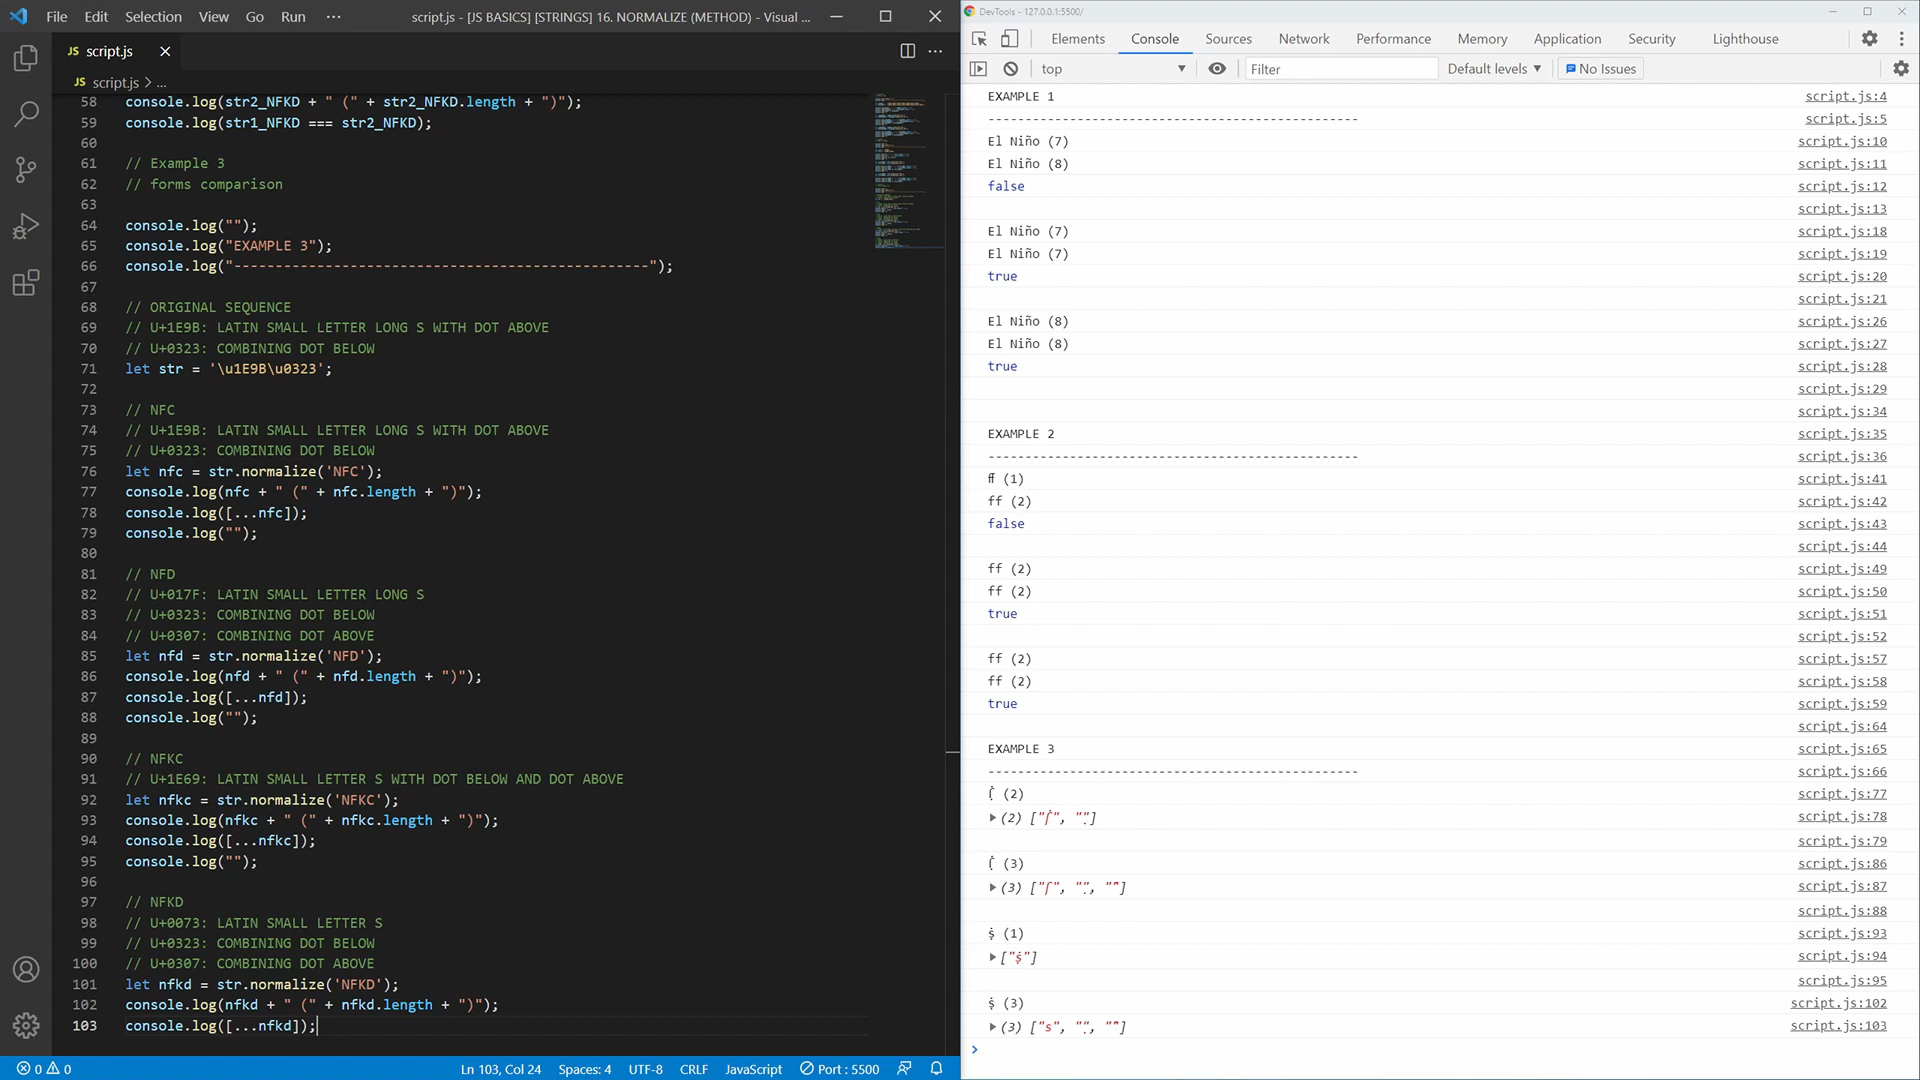 File Edit Selection View Go Run ··· script.js - [JS BASICS] [STRINGS] 16. NORMALIZE (METHOD) - Visual ...
JS script.js
JS script.js > ...
58 console.log(str2_NFKD + " (" + str2_NFKD.length + ")");
59 console.log(str1_NFKD === str2_NFKD);
60
61 // Example 3
62 // forms comparison
63
64 console.log("");
65 console.log("EXAMPLE 3");
66 console.log("--------------------------------------------------");
67
68 // ORIGINAL SEQUENCE
69 // U+1E9B: LATIN SMALL LETTER LONG S WITH DOT ABOVE
70 // U+0323: COMBINING DOT BELOW
71 let str = '\u1E9B\u0323';
72
73 // NFC
74 // U+1E9B: LATIN SMALL LETTER LONG S WITH DOT ABOVE
75 // U+0323: COMBINING DOT BELOW
76 let nfc = str.normalize('NFC');
77 console.log(nfc + " (" + nfc.length + ")");
78 console.log([...nfc]);
79 console.log("");
80
81 // NFD
82 // U+017F: LATIN SMALL LETTER LONG S
83 // U+0323: COMBINING DOT BELOW
84 // U+0307: COMBINING DOT ABOVE
85 let nfd = str.normalize('NFD');
86 console.log(nfd + " (" + nfd.length + ")");
87 console.log([...nfd]);
88 console.log("");
89
90 // NFKC
91 // U+1E69: LATIN SMALL LETTER S WITH DOT BELOW AND DOT ABOVE
92 let nfkc = str.normalize('NFKC');
93 console.log(nfkc + " (" + nfkc.length + ")");
94 console.log([...nfkc]);
95 console.log("");
96
97 // NFKD
98 // U+0073: LATIN SMALL LETTER S
99 // U+0323: COMBINING DOT BELOW
100 // U+0307: COMBINING DOT ABOVE
101 let nfkd = str.normalize('NFKD');
102 console.log(nfkd + " (" + nfkd.length + ")");
103 console.log([...nfkd]);
0 0 Ln 103, Col 24 Spaces: 4 UTF-8 CRLF JavaScript Port : 5500
DevTools - 127.0.0.1:5500/
Elements Console Sources Network Performance Memory Application Security Lighthouse
top Filter Default levels No Issues
EXAMPLE 1 script.js:4
-------------------------------------------------- script.js:5
El Niño (7) script.js:10
El Niño (8) script.js:11
false script.js:12
script.js:13
El Niño (7) script.js:18
El Niño (7) script.js:19
true script.js:20
script.js:21
El Niño (8) script.js:26
El Niño (8) script.js:27
true script.js:28
script.js:29
script.js:34
EXAMPLE 2 script.js:35
-------------------------------------------------- script.js:36
ﬀ (1) script.js:41
ff (2) script.js:42
false script.js:43
script.js:44
ff (2) script.js:49
ff (2) script.js:50
true script.js:51
script.js:52
ff (2) script.js:57
ff (2) script.js:58
true script.js:59
script.js:64
EXAMPLE 3 script.js:65
-------------------------------------------------- script.js:66
ẛ̣ (2) script.js:77
(2) ["ẛ", "̣"] script.js:78
script.js:79
ẛ̣ (3) script.js:86
(3) ["ſ", "̣", "̇"] script.js:87
script.js:88
ṩ (1) script.js:93
["ṩ"] script.js:94
script.js:95
ṩ (3) script.js:102
(3) ["s", "̣", "̇"] script.js:103
>